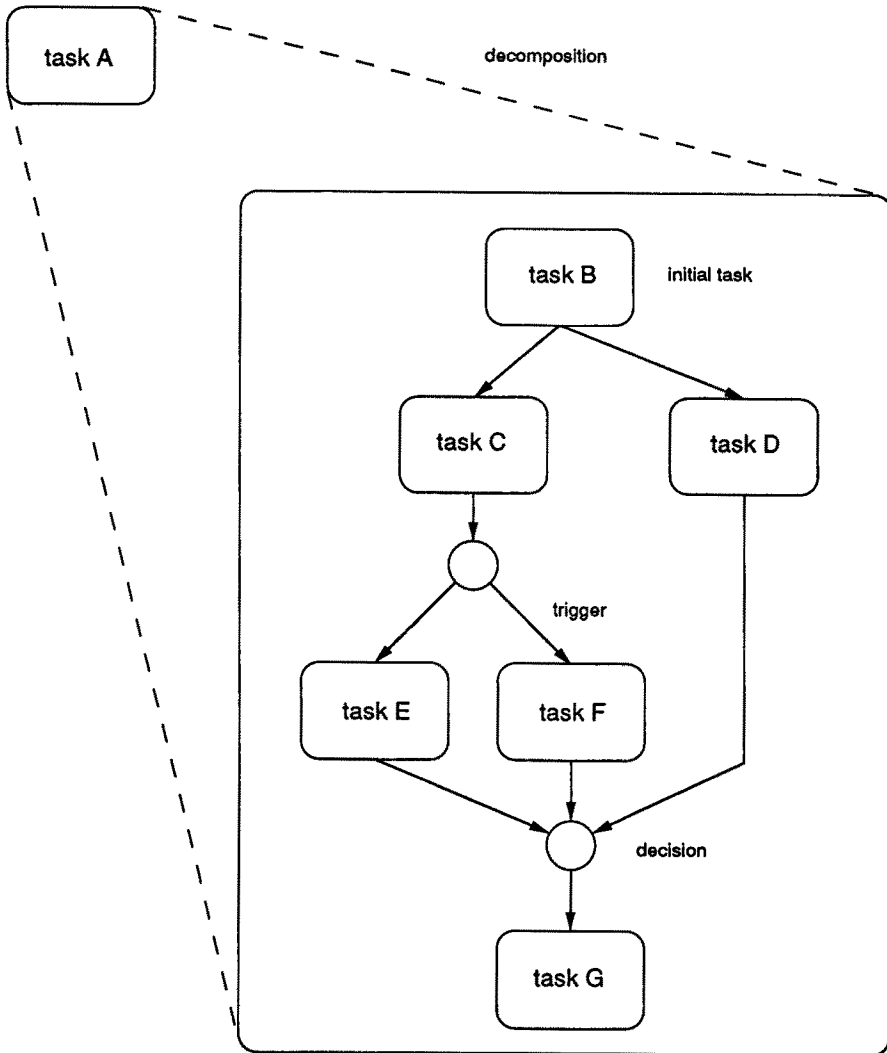 task A
decomposition
task B
initial task
task C
task D
trigger
task E
task F
decision
task G